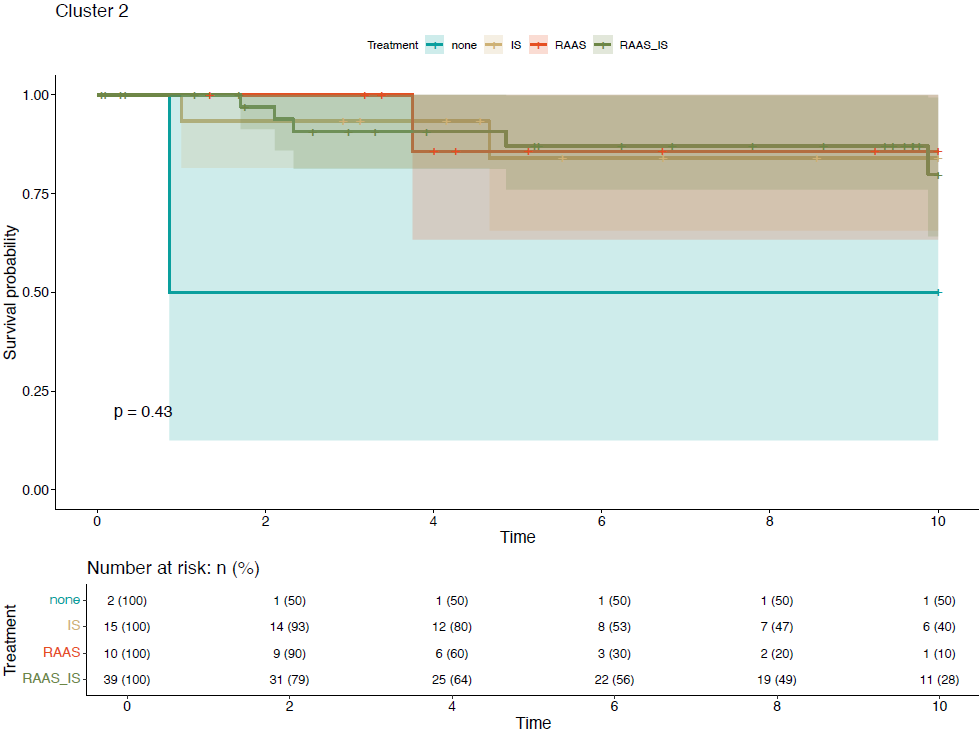 Cluster 2
Treatment none IS RAAS RAAS_IS
Survival probability
1.00
0.75
0.50
0.25
0.00
p = 0.43
0 2 4 6 8 10
Time
Number at risk: n (%)
Treatment
none 2 (100) 1 (50) 1 (50) 1 (50) 1 (50) 1 (50)
IS 15 (100) 14 (93) 12 (80) 8 (53) 7 (47) 6 (40)
RAAS 10 (100) 9 (90) 6 (60) 3 (30) 2 (20) 1 (10)
RAAS_IS 39 (100) 31 (79) 25 (64) 22 (56) 19 (49) 11 (28)
0 2 4 6 8 10
Time